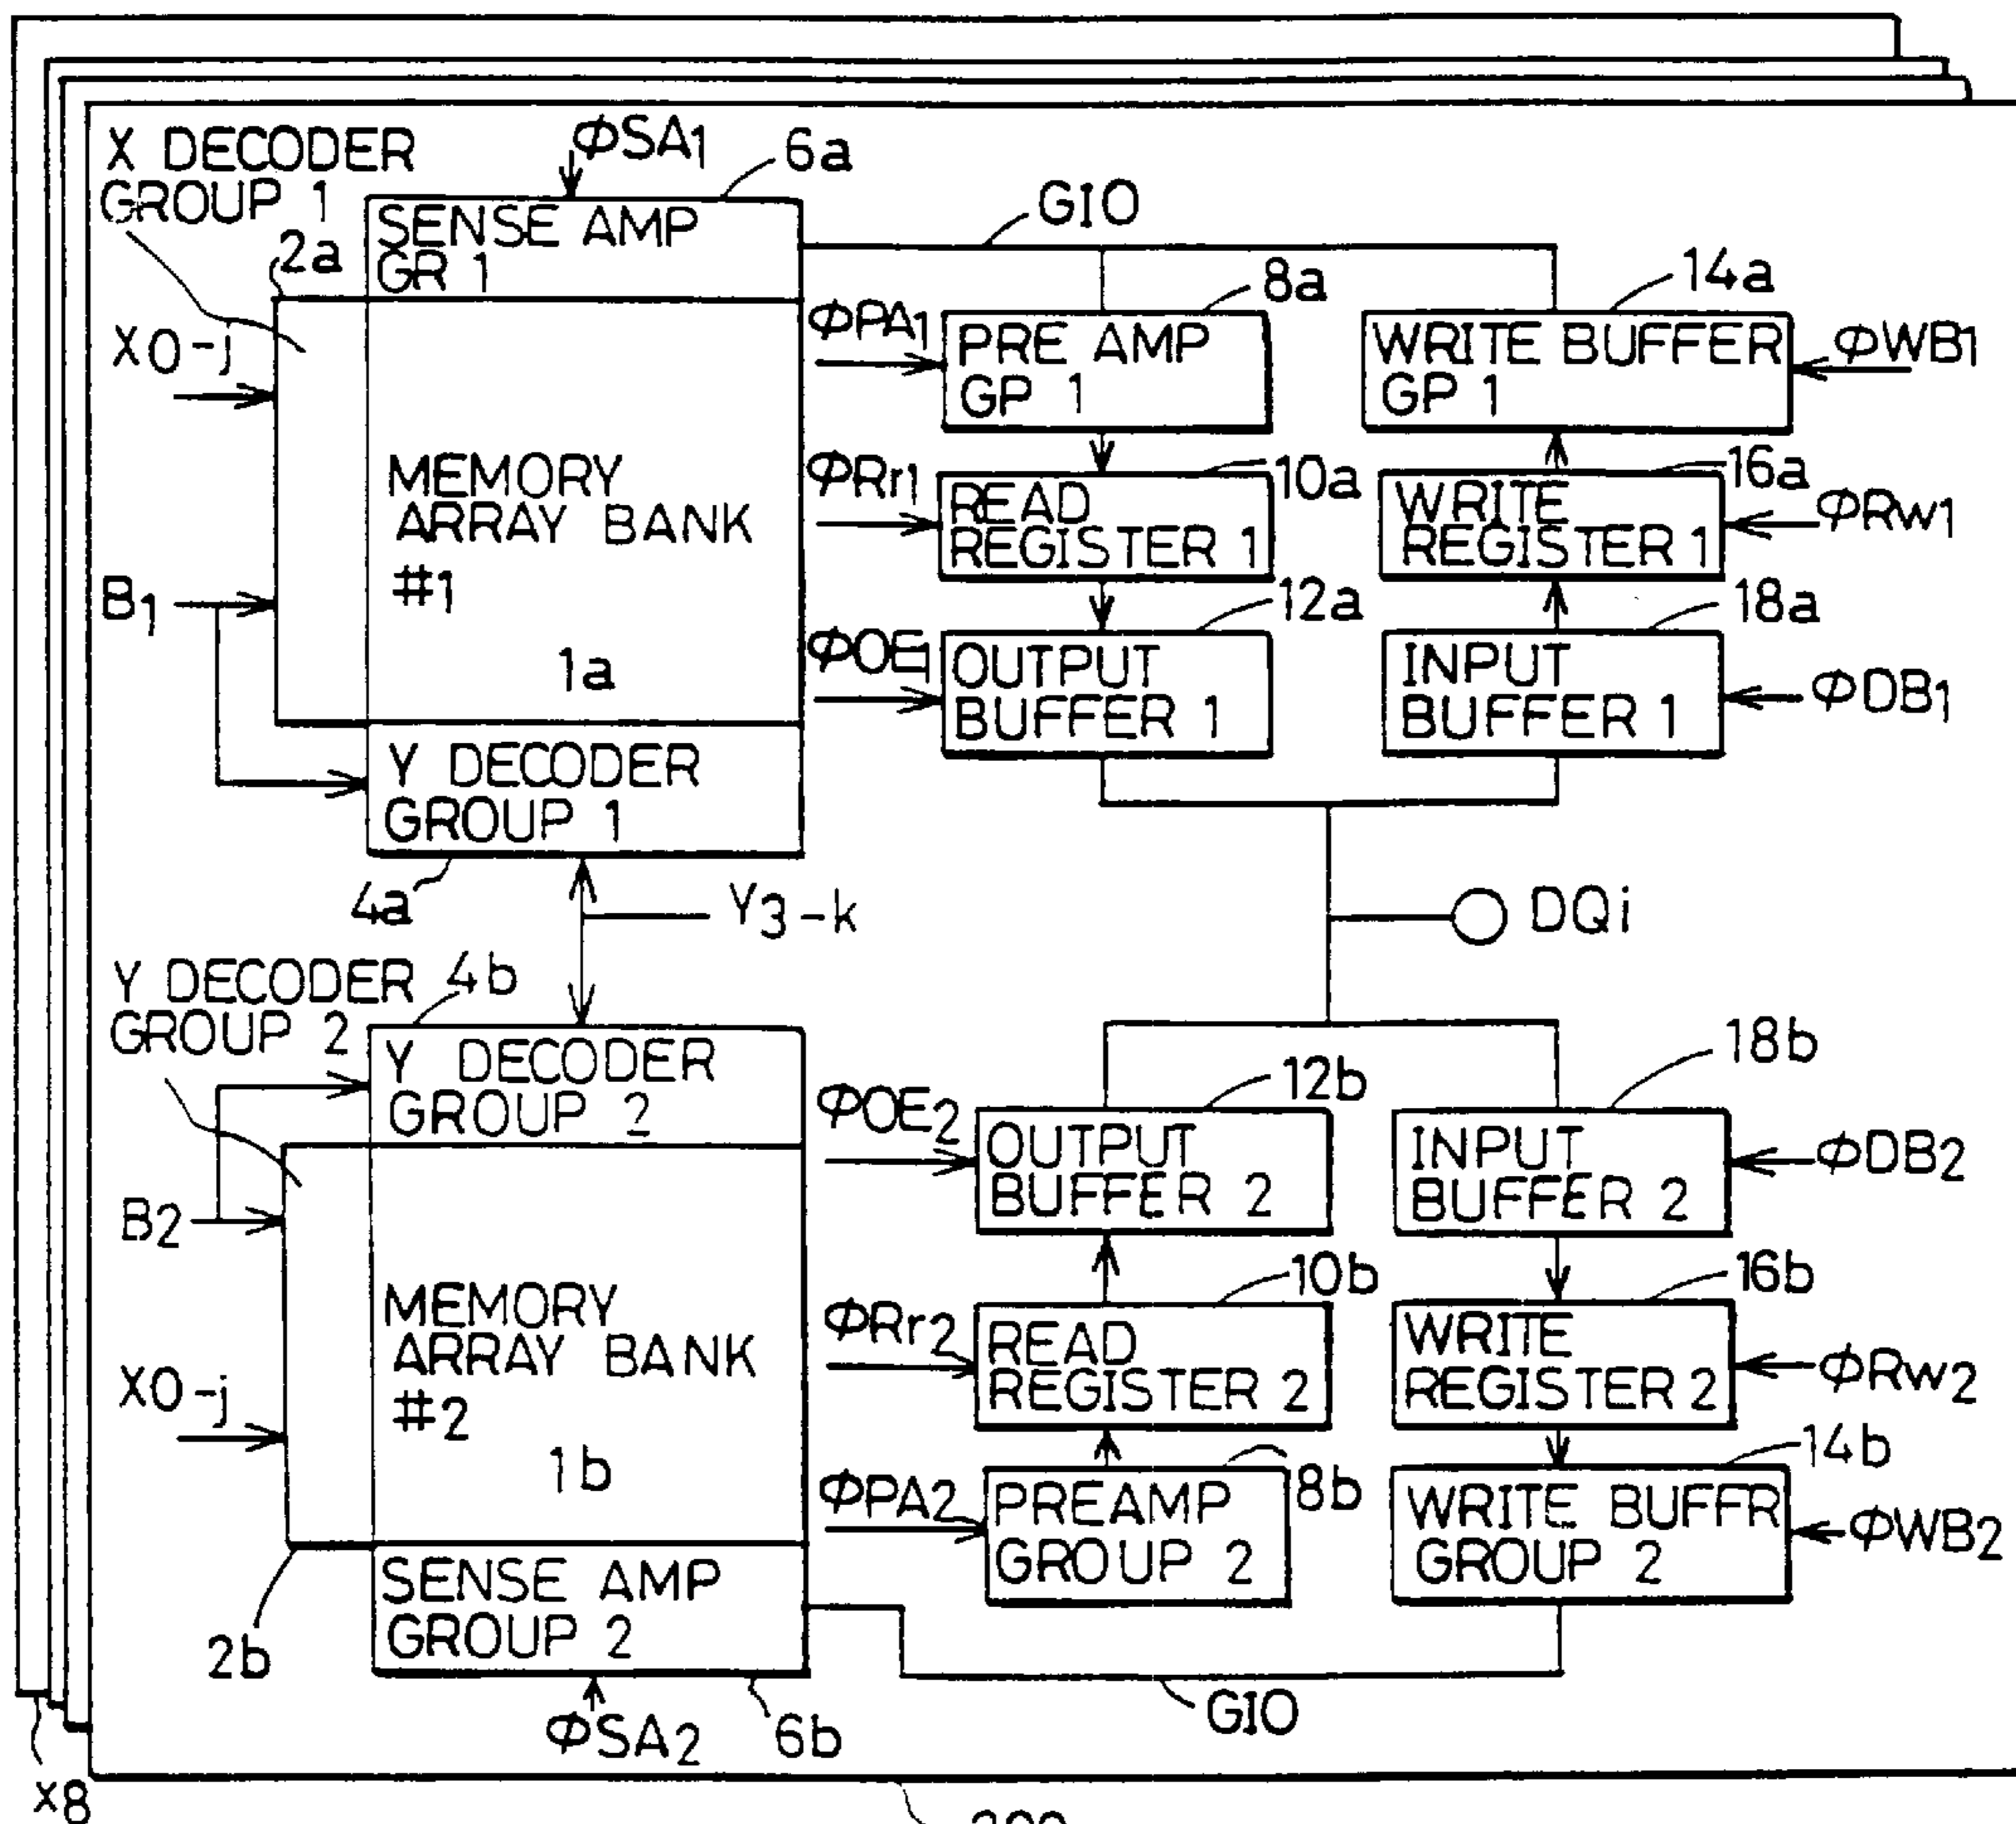 X DECODER
GROUP 1
2a
X0-j
B1
φSA1
6a
SENSE AMP
GR 1
MEMORY
ARRAY BANK
#1
1a
Y DECODER
GROUP 1
4a
Y3-k
GIO
φPA1
8a
PRE AMP
GP 1
φRr1
10a
READ
REGISTER 1
φOE1
12a
OUTPUT
BUFFER 1
14a
WRITE BUFFER
GP 1
φWB1
16a
WRITE
REGISTER 1
φRw1
18a
INPUT
BUFFER 1
φDB1
DQi
Y DECODER
GROUP 2
4b
Y DECODER
GROUP 2
B2
X0-j
MEMORY
ARRAY BANK
#2
1b
2b
SENSE AMP
GROUP 2
φSA2
6b
φOE2
12b
OUTPUT
BUFFER 2
φRr2
10b
READ
REGISTER 2
φPA2
8b
PREAMP
GROUP 2
18b
INPUT
BUFFER 2
φDB2
16b
WRITE
REGISTER 2
φRw2
14b
WRITE BUFFR
GROUP 2
φWB2
GIO
x8